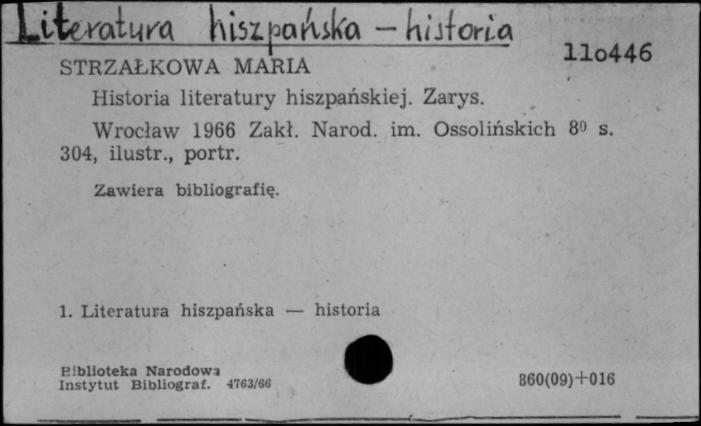 Literatura hiszpańska – historia
110446
STRZAŁKOWA MARIA
Historia literatury hiszpańskiej. Zarys.
Wrocław 1966 Zakł. Narod. im. Ossolińskich 8⁰ s.
304, ilustr., portr.
Zawiera bibliografię.
1. Literatura hiszpańska — historia
Biblioteka Narodowa
Instytut Bibliograf. 4763/66
860(09)+016